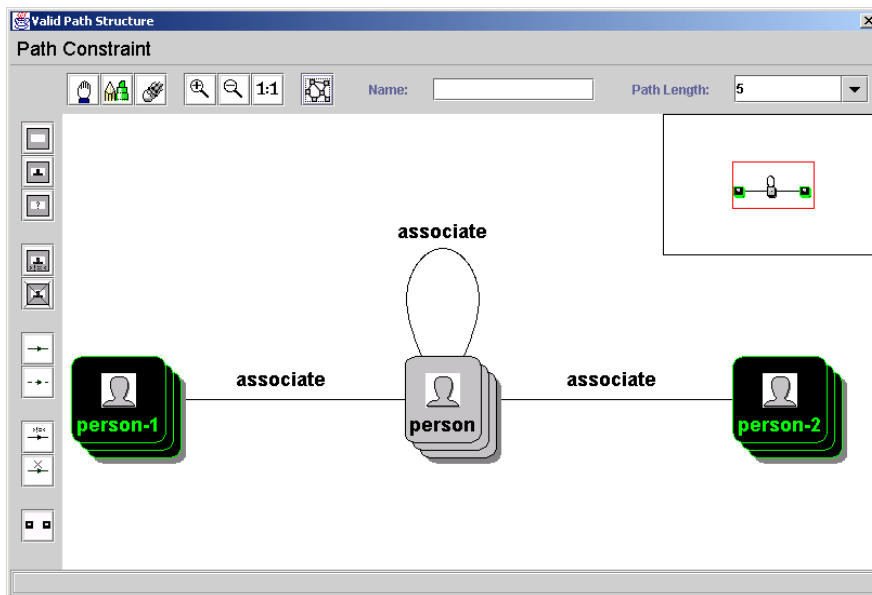 Valid Path Structure
Path Constraint
1:1
Name:
Path Length: 5
associate
associate
associate
person-1
person
person-2